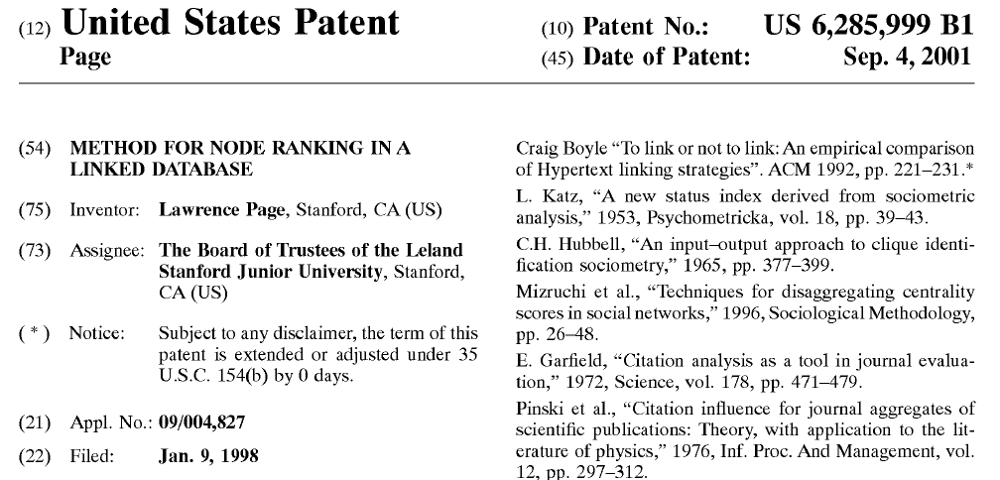 (12) United States Patent
Page
(10) Patent No.: US 6,285,999 B1
(45) Date of Patent: Sep. 4, 2001
(54) METHOD FOR NODE RANKING IN A
LINKED DATABASE
(75) Inventor: Lawrence Page, Stanford, CA (US)
(73) Assignee: The Board of Trustees of the Leland
Stanford Junior University, Stanford,
CA (US)
( * ) Notice: Subject to any disclaimer, the term of this
patent is extended or adjusted under 35
U.S.C. 154(b) by 0 days.
(21) Appl. No.: 09/004,827
(22) Filed: Jan. 9, 1998
Craig Boyle “To link or not to link: An empirical comparison
of Hypertext linking strategies”. ACM 1992, pp. 221–231.*
L. Katz, “A new status index derived from sociometric
analysis,” 1953, Psychometricka, vol. 18, pp. 39–43.
C.H. Hubbell, “An input–output approach to clique identi-
fication sociometry,” 1965, pp. 377–399.
Mizruchi et al., “Techniques for disaggregating centrality
scores in social networks,” 1996, Sociological Methodology,
pp. 26–48.
E. Garfield, “Citation analysis as a tool in journal evalua-
tion,” 1972, Science, vol. 178, pp. 471–479.
Pinski et al., “Citation influence for journal aggregates of
scientific publications: Theory, with application to the lit-
erature of physics,” 1976, Inf. Proc. And Management, vol.
12, pp. 297–312.